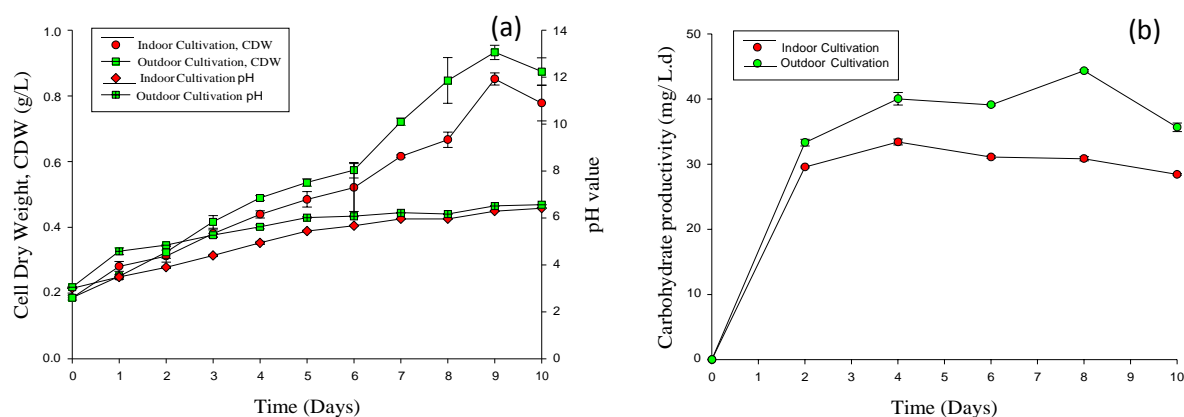 (a)
1.0
0.8
0.6
0.4
0.2
0.0
Cell Dry Weight, CDW (g/L)
Indoor Cultivation, CDW
Outdoor Cultivation, CDW
Indoor Cultivation pH
Outdoor Cultivation pH
14
12
10
8
6
4
2
0
pH value
0 1 2 3 4 5 6 7 8 9 10
Time (Days)
(b)
50
40
30
20
10
0
Carbohydrate productivity (mg/L.d)
Indoor Cultivation
Outdoor Cultivation
0 1 2 3 4 5 6 7 8 9 10
Time (Days)